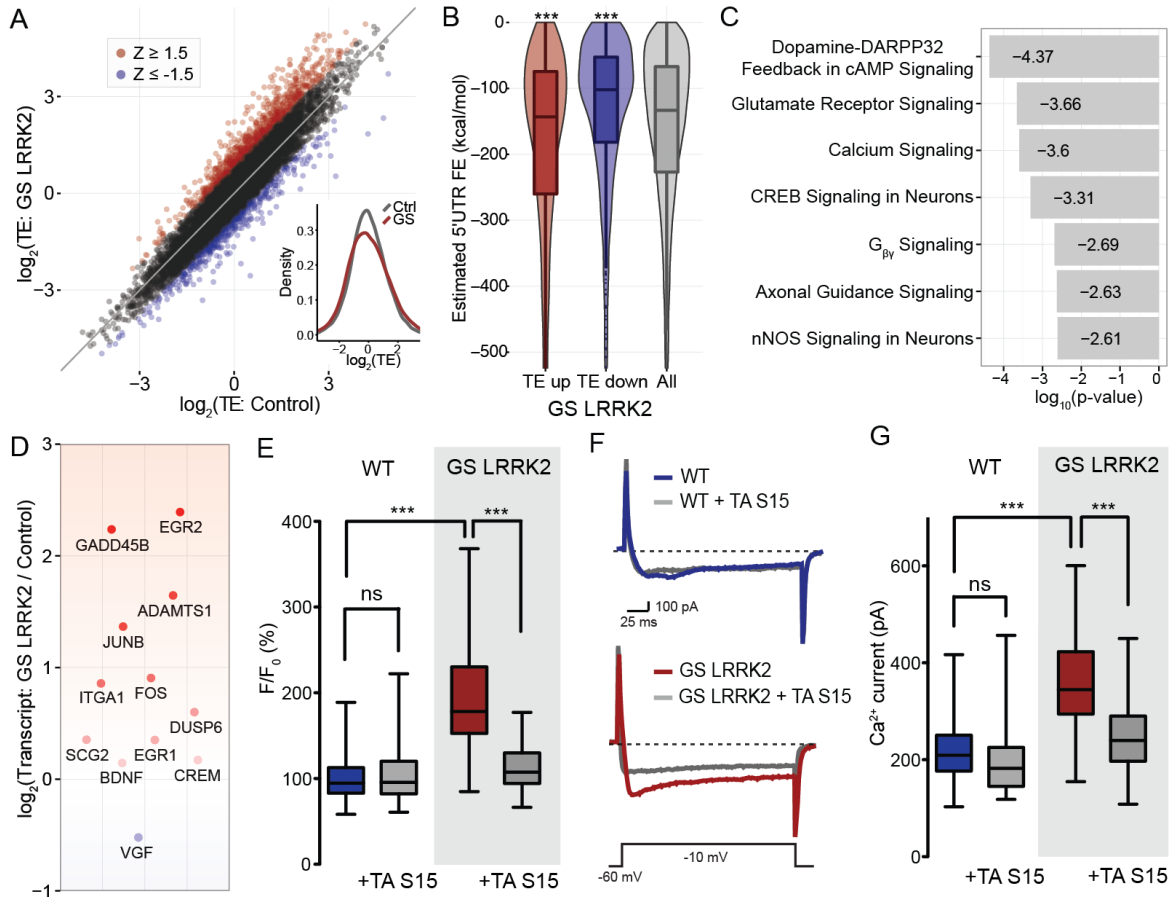 A
Z ≥ 1.5
Z ≤ -1.5
log2(TE: GS LRRK2)
3
0
−3
−3
0
3
log2(TE: Control)
Ctrl
GS
Density
0.3
0.2
0.1
0.0
−2
0
2
log2(TE)
B
***
***
Estimated 5'UTR FE (kcal/mol)
0
−100
−200
−300
−400
−500
TE up
TE down
All
GS LRRK2
C
Dopamine-DARPP32
Feedback in cAMP Signaling
−4.37
Glutamate Receptor Signaling
−3.66
Calcium Signaling
−3.6
CREB Signaling in Neurons
−3.31
Gβγ Signaling
−2.69
Axonal Guidance Signaling
−2.63
nNOS Signaling in Neurons
−2.61
−4
−3
−2
−1
0
log10(p-value)
D
log2(Transcript: GS LRRK2 / Control)
3
2
1
0
−1
EGR2
GADD45B
ADAMTS1
JUNB
ITGA1
FOS
DUSP6
SCG2
EGR1
BDNF
CREM
VGF
E
WT
GS LRRK2
F/F0 (%)
400
300
200
100
0
***
***
ns
+TA S15
+TA S15
F
WT
WT + TA S15
100 pA
25 ms
GS LRRK2
GS LRRK2 + TA S15
-10 mV
-60 mV
G
WT
GS LRRK2
Ca2+ current (pA)
600
400
200
0
***
***
ns
+TA S15
+TA S15